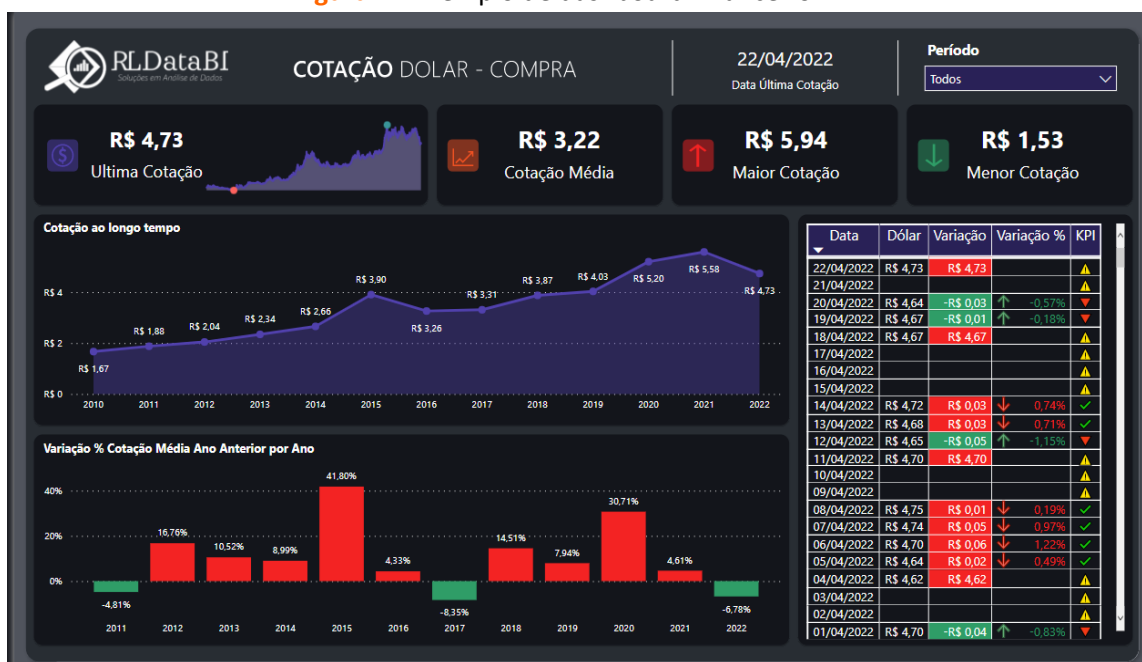 RLDataBI
Soluções em Análise de Dados
COTAÇÃO DOLAR - COMPRA
22/04/2022
Data Última Cotação
Período
Todos
R$ 4,73
Ultima Cotação
R$ 3,22
Cotação Média
R$ 5,94
Maior Cotação
R$ 1,53
Menor Cotação
Cotação ao longo tempo
R$ 4
R$ 2
R$ 0
R$ 1,67
R$ 1,88
R$ 2,04
R$ 2,34
R$ 2,66
R$ 3,90
R$ 3,26
R$ 3,31
R$ 3,87
R$ 4,03
R$ 5,20
R$ 5,58
R$ 4,73
2010 2011 2012 2013 2014 2015 2016 2017 2018 2019 2020 2021 2022
Variação % Cotação Média Ano Anterior por Ano
40%
20%
0%
-4,81%
16,76%
10,52%
8,99%
41,80%
4,33%
-8,35%
14,51%
7,94%
30,71%
4,61%
-6,78%
2011 2012 2013 2014 2015 2016 2017 2018 2019 2020 2021 2022
Data Dólar Variação Variação % KPI
22/04/2022 R$ 4,73 R$ 4,73
21/04/2022
20/04/2022 R$ 4,64 -R$ 0,03 -0,57%
19/04/2022 R$ 4,67 -R$ 0,01 -0,18%
18/04/2022 R$ 4,67 R$ 4,67
17/04/2022
16/04/2022
15/04/2022
14/04/2022 R$ 4,72 R$ 0,03 0,74%
13/04/2022 R$ 4,68 R$ 0,03 0,71%
12/04/2022 R$ 4,65 -R$ 0,05 -1,15%
11/04/2022 R$ 4,70 R$ 4,70
10/04/2022
09/04/2022
08/04/2022 R$ 4,75 R$ 0,01 0,19%
07/04/2022 R$ 4,74 R$ 0,05 0,97%
06/04/2022 R$ 4,70 R$ 0,06 1,22%
05/04/2022 R$ 4,64 R$ 0,02 0,49%
04/04/2022 R$ 4,62 R$ 4,62
03/04/2022
02/04/2022
01/04/2022 R$ 4,70 -R$ 0,04 -0,83%